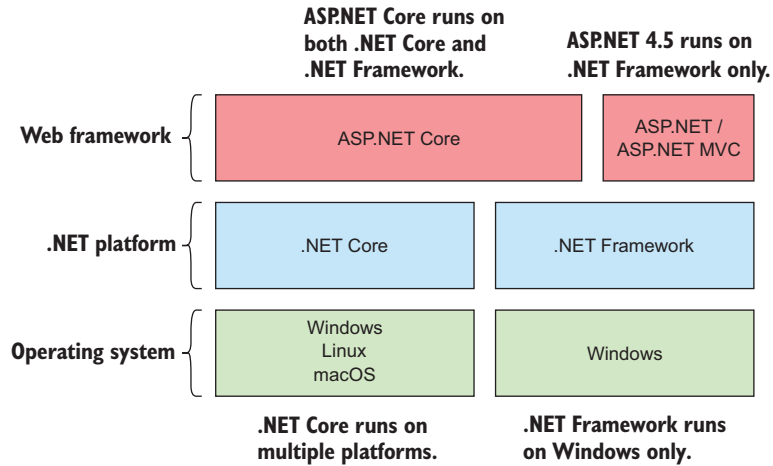 ASP.NET Core runs on
both .NET Core and
.NET Framework.
ASP.NET 4.5 runs on
.NET Framework only.
Web framework
ASP.NET Core
ASP.NET /
ASP.NET MVC
.NET platform
.NET Core
.NET Framework
Operating system
Windows
Linux
macOS
Windows
.NET Core runs on
multiple platforms.
.NET Framework runs
on Windows only.